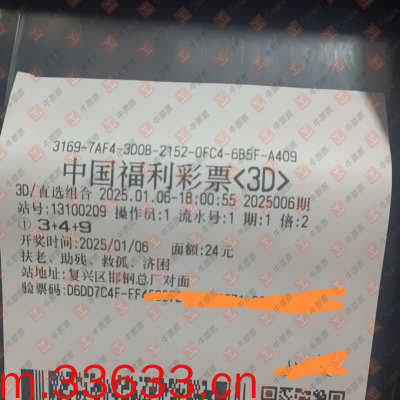 3169-7AF4-3D0B-2152-0FC4-6B5F-A409
中国福利彩票<3D>
3D/直选组合 2025.01.06-18:00:55 2025006期
站号:13100209 操作员:1 流水号:1 期:1 倍:2
① 3+4+9
开奖时间:2025/01/06 面额:24元
扶老、助残、救孤、济困
站地址:复兴区邯钢总厂对面
验票码:D6DD7C4F-FF
m.33633.cn